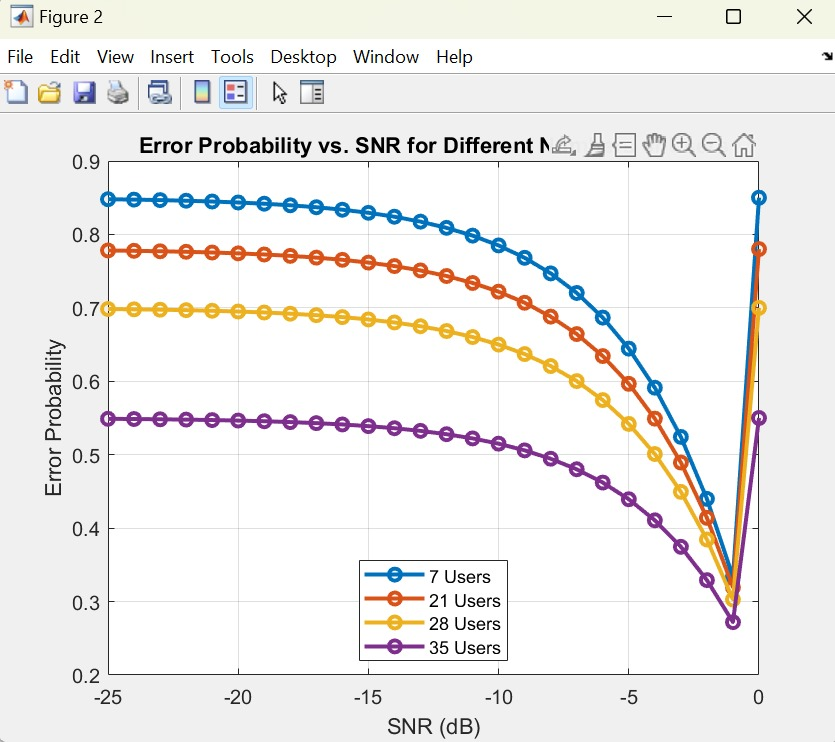 Figure 2
File Edit View Insert Tools Desktop Window Help
Error Probability vs. SNR for Different
0.9
0.8
0.7
0.6
0.5
0.4
0.3
0.2
Error Probability
7 Users
21 Users
28 Users
35 Users
-25 -20 -15 -10 -5 0
SNR (dB)